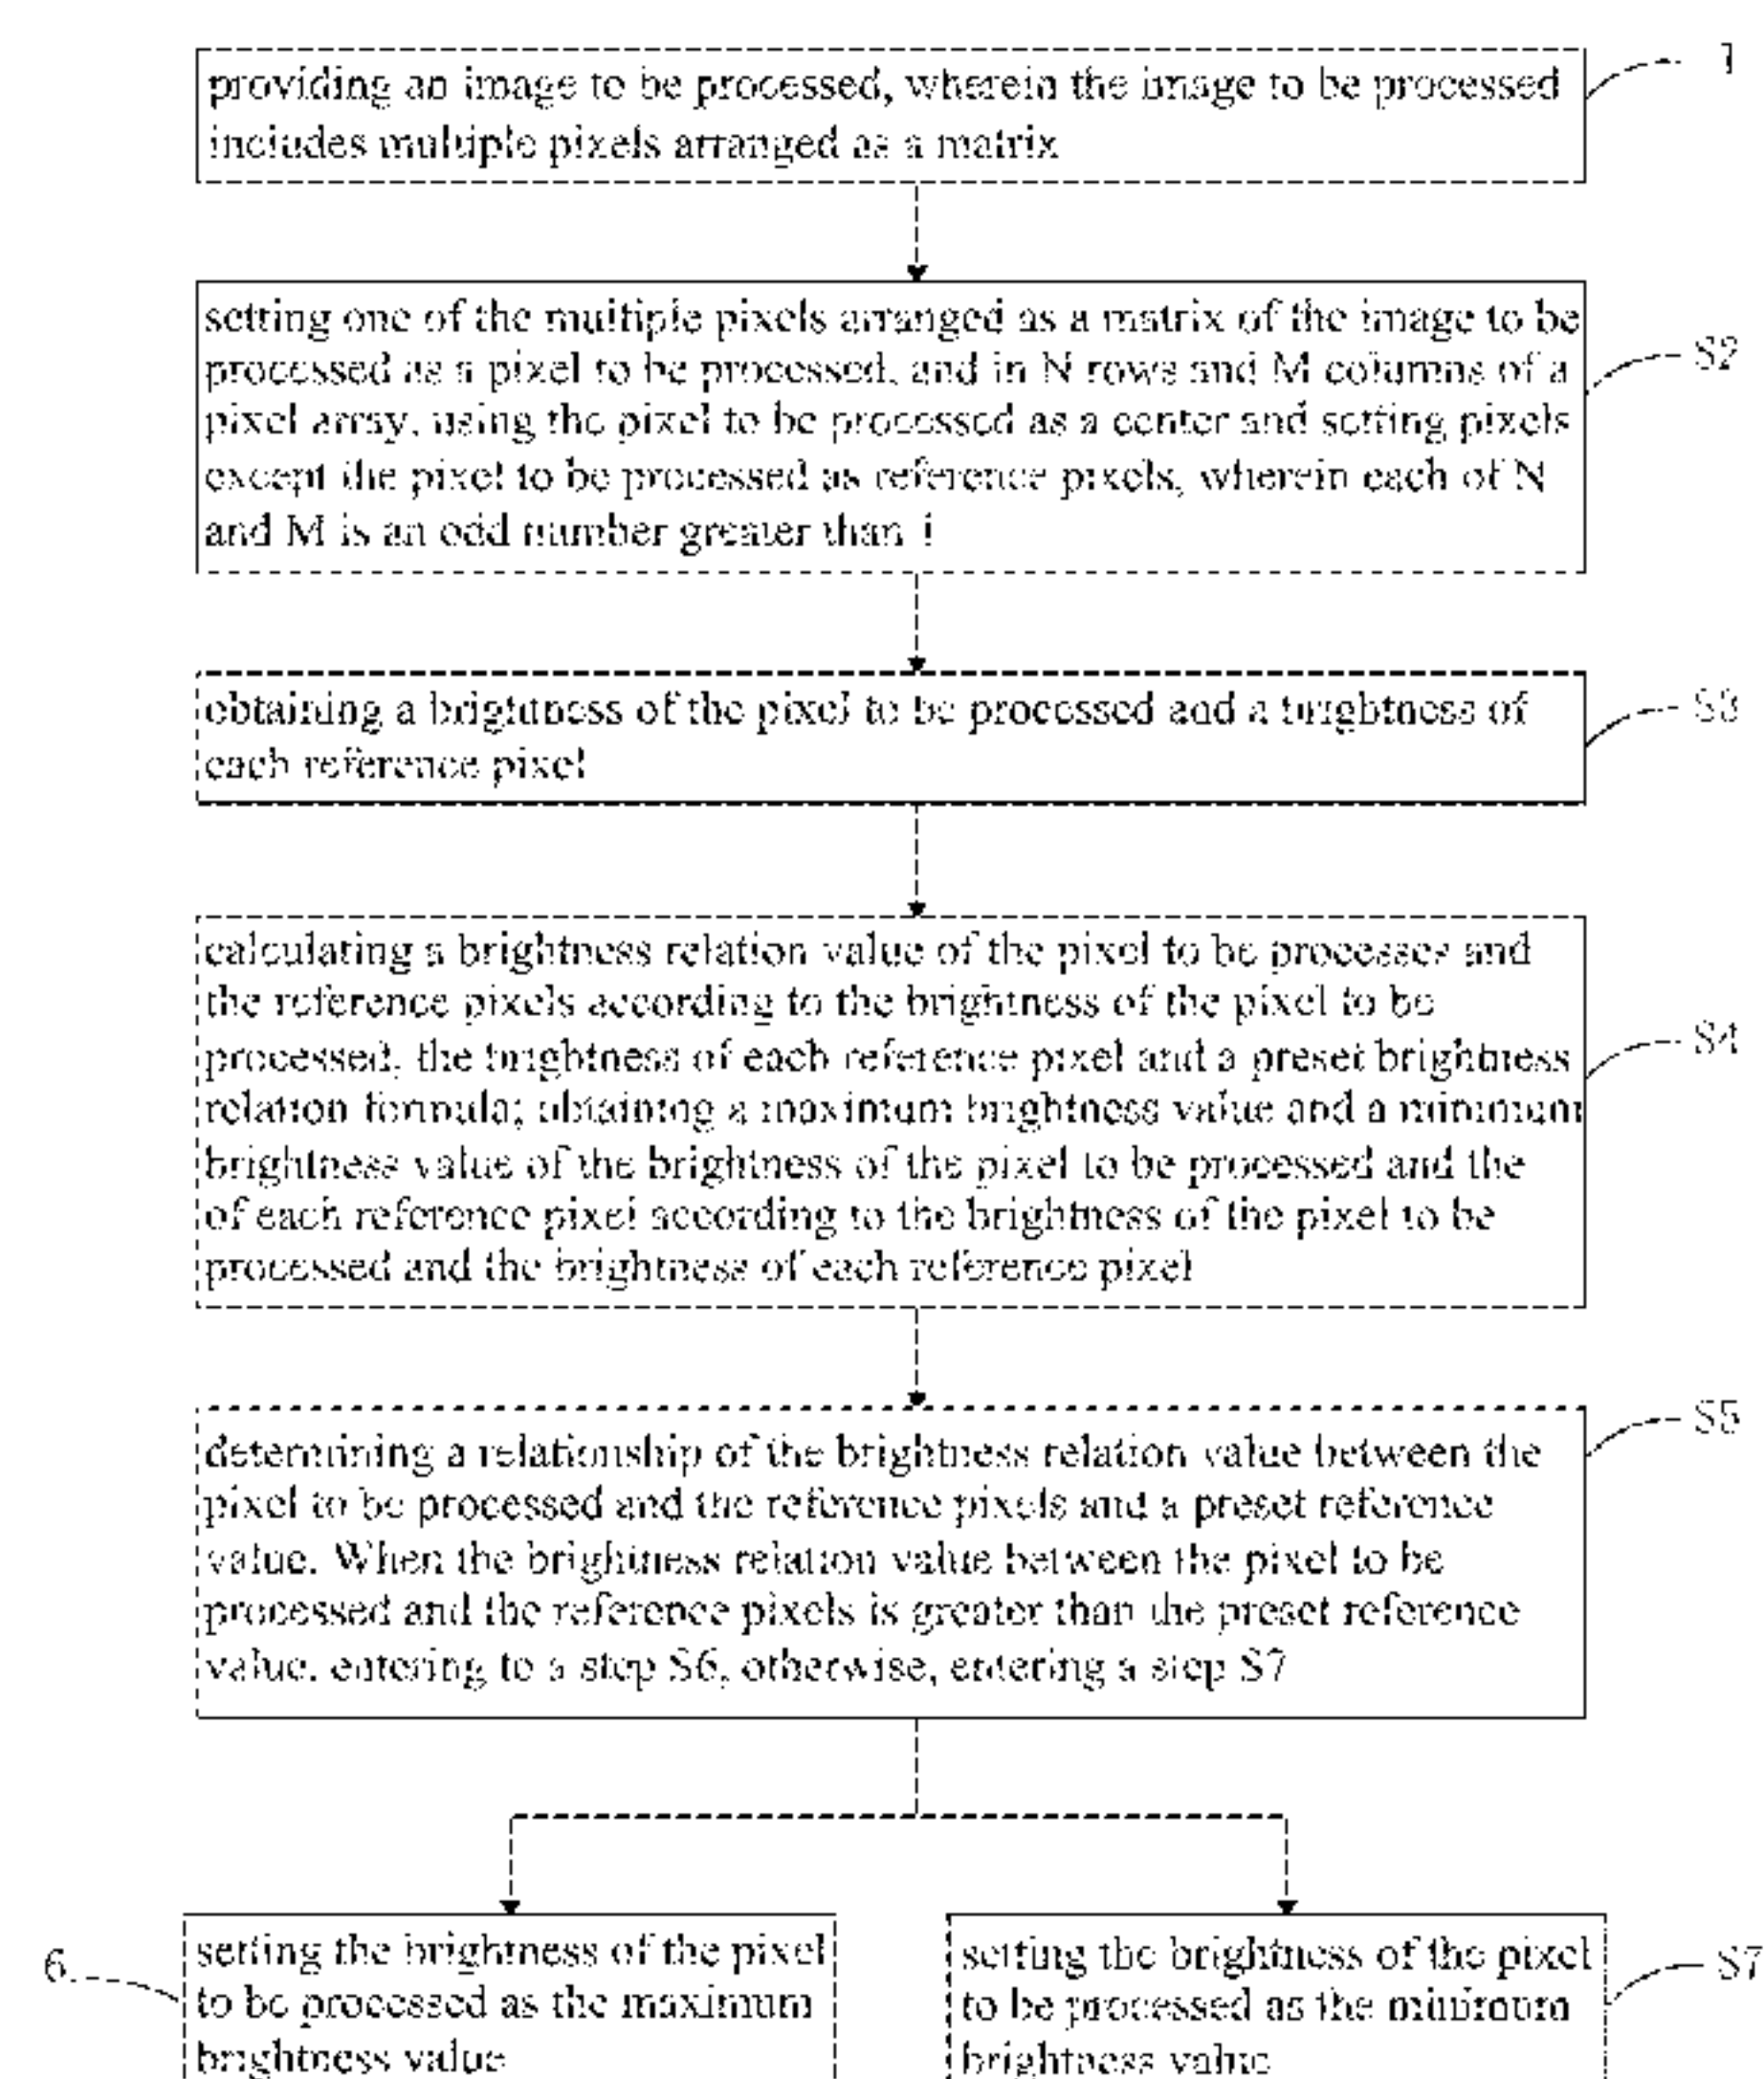 providing an image to be processed, wherein the image to be processed
1
includes multiple pixels arranged as a matrix
setting one of the multiple pixels arranged as a matrix of the image to be
processed as a pixel to be processed, and in N rows and M columns of a
S2
pixel array, using the pixel to be processed as a center and setting pixels
except the pixel to be processed as reference pixels, wherein each of N
and M is an odd number greater than 1
obtaining a brightness of the pixel to be processed and a brightness of
S3
each reference pixel
calculating a brightness relation value of the pixel to be processes and
the reference pixels according to the brightness of the pixel to be
processed, the brightness of each reference pixel and a preset brightness
S4
relation formula; obtaining a maximum brightness value and a minimum
brightness value of the brightness of the pixel to be processed and the
of each reference pixel according to the brightness of the pixel to be
processed and the brightness of each reference pixel
S5
determining a relationship of the brightness relation value between the
pixel to be processed and the reference pixels and a preset reference
value. When the brightness relation value between the pixel to be
processed and the reference pixels is greater than the preset reference
value, entering to a step S6, otherwise, entering a step S7
6
setting the brightness of the pixel
to be processed as the maximum
brightness value
setting the brightness of the pixel
to be processed as the minimum
brightness value
S7